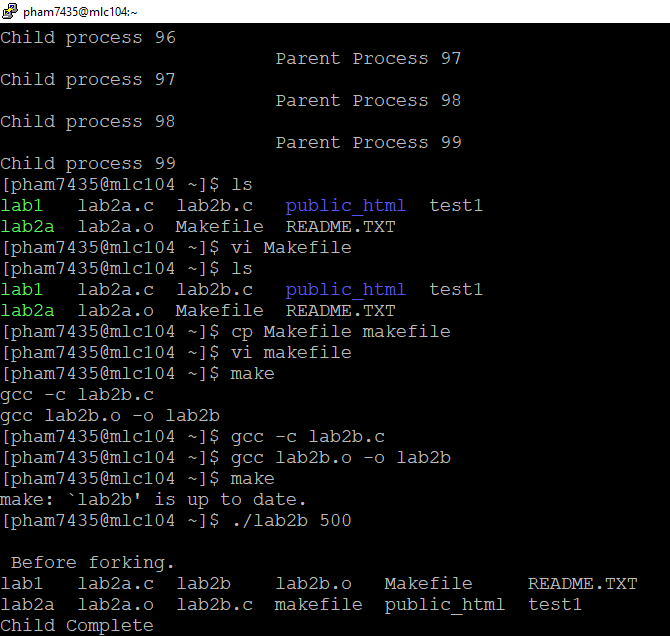 pham7435@mlc104:~
Child process 96
Parent Process 97
Child process 97
Parent Process 98
Child process 98
Parent Process 99
Child process 99
[pham7435@mlc104 ~]$ ls
lab1 lab2a.c lab2b.c public_html test1
lab2a lab2a.o Makefile README.TXT
[pham7435@mlc104 ~]$ vi Makefile
[pham7435@mlc104 ~]$ ls
lab1 lab2a.c lab2b.c public_html test1
lab2a lab2a.o Makefile README.TXT
[pham7435@mlc104 ~]$ cp Makefile makefile
[pham7435@mlc104 ~]$ vi makefile
[pham7435@mlc104 ~]$ make
gcc -c lab2b.c
gcc lab2b.o -o lab2b
[pham7435@mlc104 ~]$ gcc -c lab2b.c
[pham7435@mlc104 ~]$ gcc lab2b.o -o lab2b
[pham7435@mlc104 ~]$ make
make: `lab2b' is up to date.
[pham7435@mlc104 ~]$ ./lab2b 500
Before forking.
lab1 lab2a.c lab2b lab2b.o Makefile README.TXT
lab2a lab2a.o lab2b.c makefile public_html test1
Child Complete